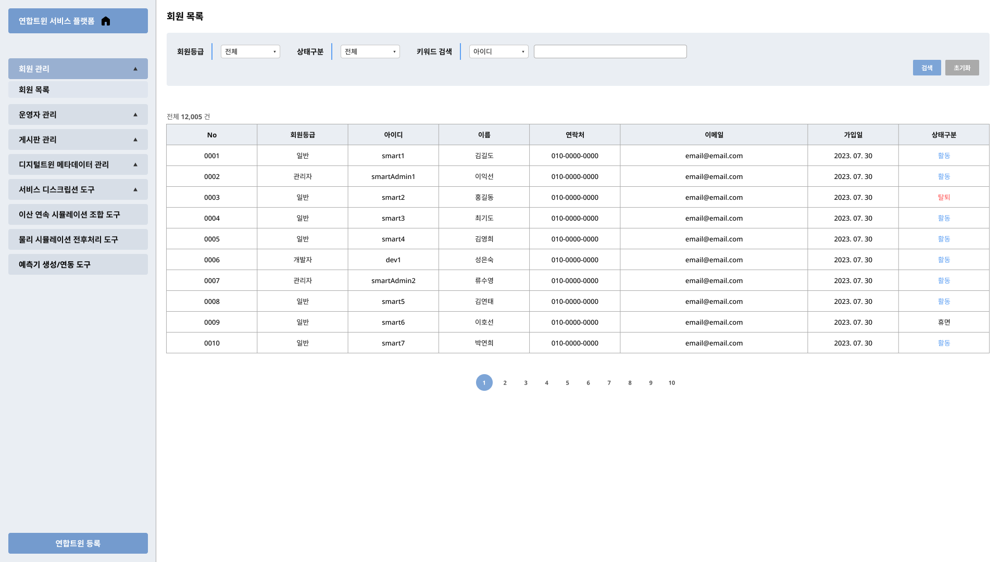 연합트윈 서비스 플랫폼
회원 관리 ▲
회원 목록
운영자 관리 ▲
게시판 관리 ▲
디지털트윈 메타데이터 관리 ▲
서비스 디스크립션 도구 ▲
이산 연속 시뮬레이션 조합 도구
물리 시뮬레이션 전후처리 도구
예측기 생성/연동 도구
연합트윈 등록
회원 목록
회원등급 전체 상태구분 전체 키워드 검색 아이디
검색 초기화
전체 12,005 건
No 회원등급 아이디 이름 연락처 이메일 가입일 상태구분
0001 일반 smart1 김길도 010-0000-0000 email@email.com 2023. 07. 30 활동
0002 관리자 smartAdmin1 이익선 010-0000-0000 email@email.com 2023. 07. 30 활동
0003 일반 smart2 홍길동 010-0000-0000 email@email.com 2023. 07. 30 탈퇴
0004 일반 smart3 최기도 010-0000-0000 email@email.com 2023. 07. 30 활동
0005 일반 smart4 김영희 010-0000-0000 email@email.com 2023. 07. 30 활동
0006 개발자 dev1 성은숙 010-0000-0000 email@email.com 2023. 07. 30 활동
0007 관리자 smartAdmin2 류수영 010-0000-0000 email@email.com 2023. 07. 30 활동
0008 일반 smart5 김연태 010-0000-0000 email@email.com 2023. 07. 30 활동
0009 일반 smart6 이호선 010-0000-0000 email@email.com 2023. 07. 30 휴면
0010 일반 smart7 박연희 010-0000-0000 email@email.com 2023. 07. 30 활동
1 2 3 4 5 6 7 8 9 10